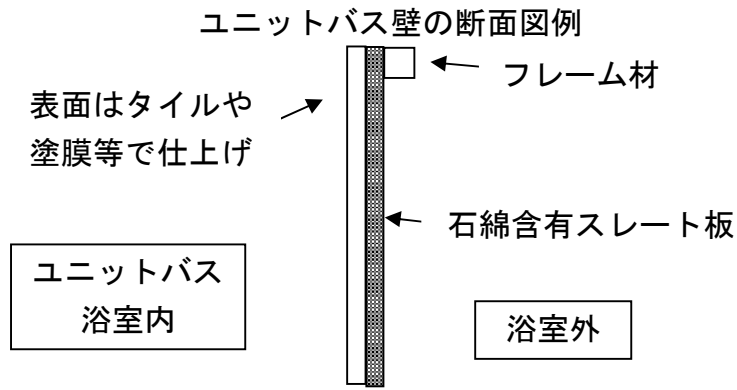 ユニットバス壁の断面図例
フレーム材
表面はタイルや
塗膜等で仕上げ
石綿含有スレート板
ユニットバス
浴室内
浴室外